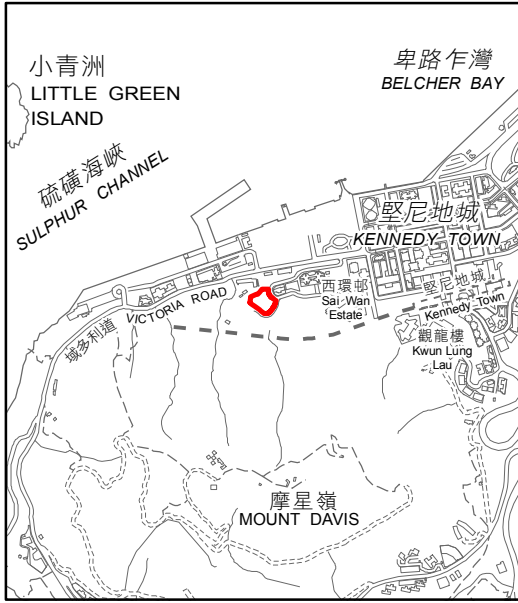 小青洲
LITTLE GREEN
ISLAND
卑路乍灣
BELCHER BAY
硫磺海峽
SULPHUR CHANNEL
堅尼地城
KENNEDY TOWN
西環邨
Sai Wan
Estate
堅尼地城
Kennedy Town
VICTORIA ROAD
域多利道
觀龍樓
Kwun Lung
Lau
摩星嶺
MOUNT DAVIS